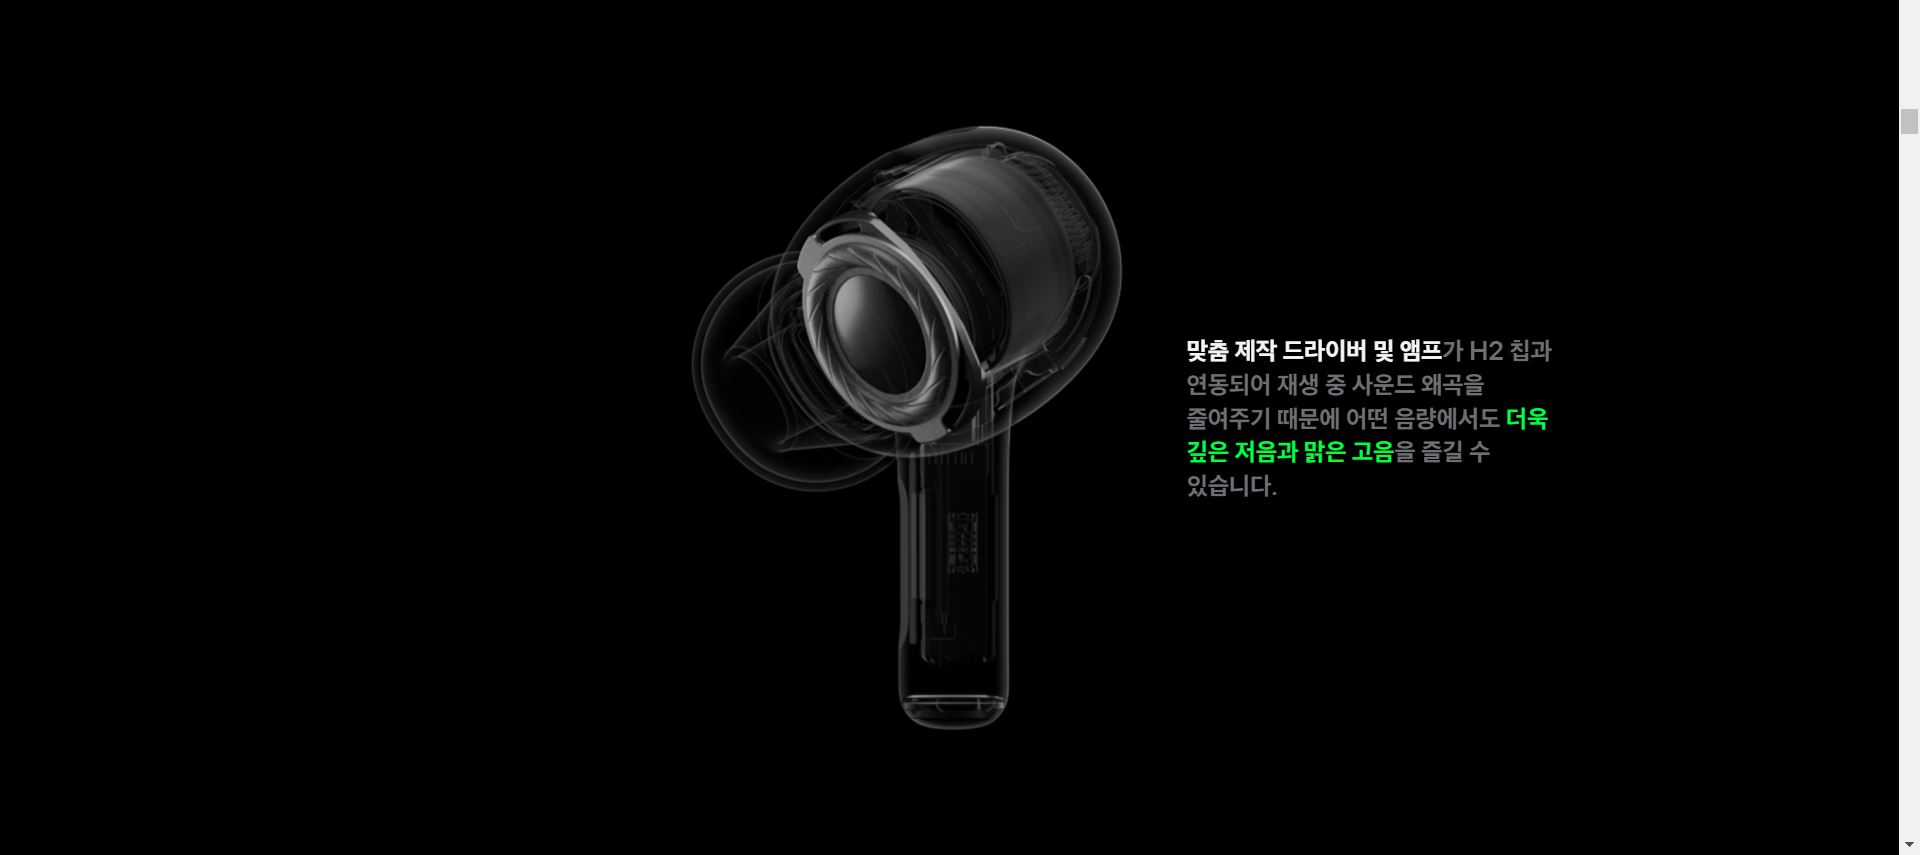 맞춤 제작 드라이버 및 앰프가 H2 칩과
연동되어 재생 중 사운드 왜곡을
줄여주기 때문에 어떤 음량에서도 더욱
깊은 저음과 맑은 고음을 즐길 수
있습니다.